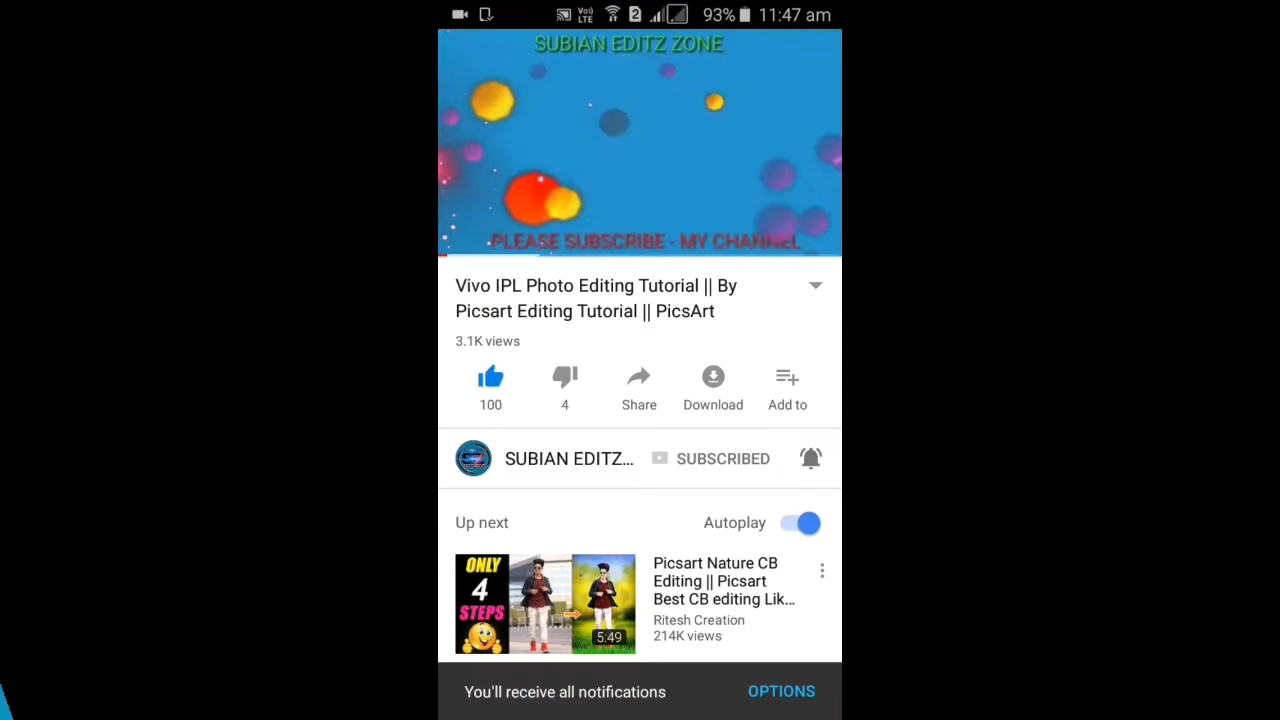 Vo) LTE 2 93% 11:47 am
SUBIAN EDITZ ZONE
PLEASE SUBSCRIBE - MY CHANNEL
Vivo IPL Photo Editing Tutorial || By
Picsart Editing Tutorial || PicsArt
3.1K views
100 4 Share Download Add to
SUBIAN EDITZ... SUBSCRIBED
Up next Autoplay
ONLY
4
STEPS
5:49
Picsart Nature CB
Editing || Picsart
Best CB editing Lik...
Ritesh Creation
214K views
You'll receive all notifications OPTIONS